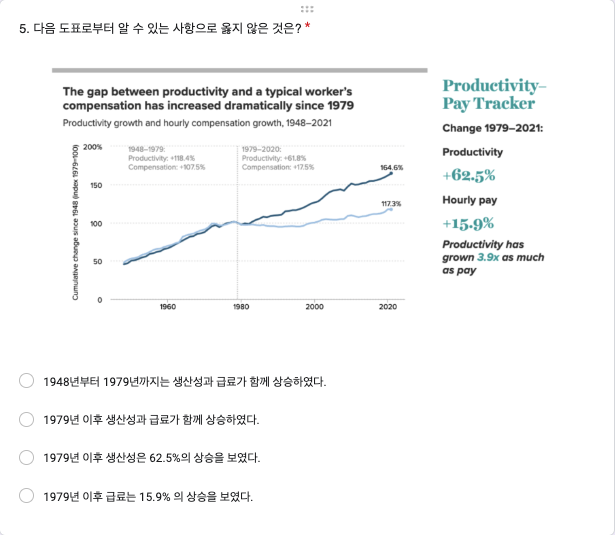 5. 다음 도표로부터 알 수 있는 사항으로 옳지 않은 것은? *
The gap between productivity and a typical worker's
compensation has increased dramatically since 1979
Productivity growth and hourly compensation growth, 1948–2021
Cumulative change since 1948 (index 1979=100)
200%
150
100
50
0
1948–1979:
Productivity: +118.4%
Compensation: +107.5%
1979–2020:
Productivity: +61.8%
Compensation: +17.5%
164.6%
117.3%
1960
1980
2000
2020
Productivity–
Pay Tracker
Change 1979–2021:
Productivity
+62.5%
Hourly pay
+15.9%
Productivity has
grown 3.9x as much
as pay
1948년부터 1979년까지는 생산성과 급료가 함께 상승하였다.
1979년 이후 생산성과 급료가 함께 상승하였다.
1979년 이후 생산성은 62.5%의 상승을 보였다.
1979년 이후 급료는 15.9% 의 상승을 보였다.